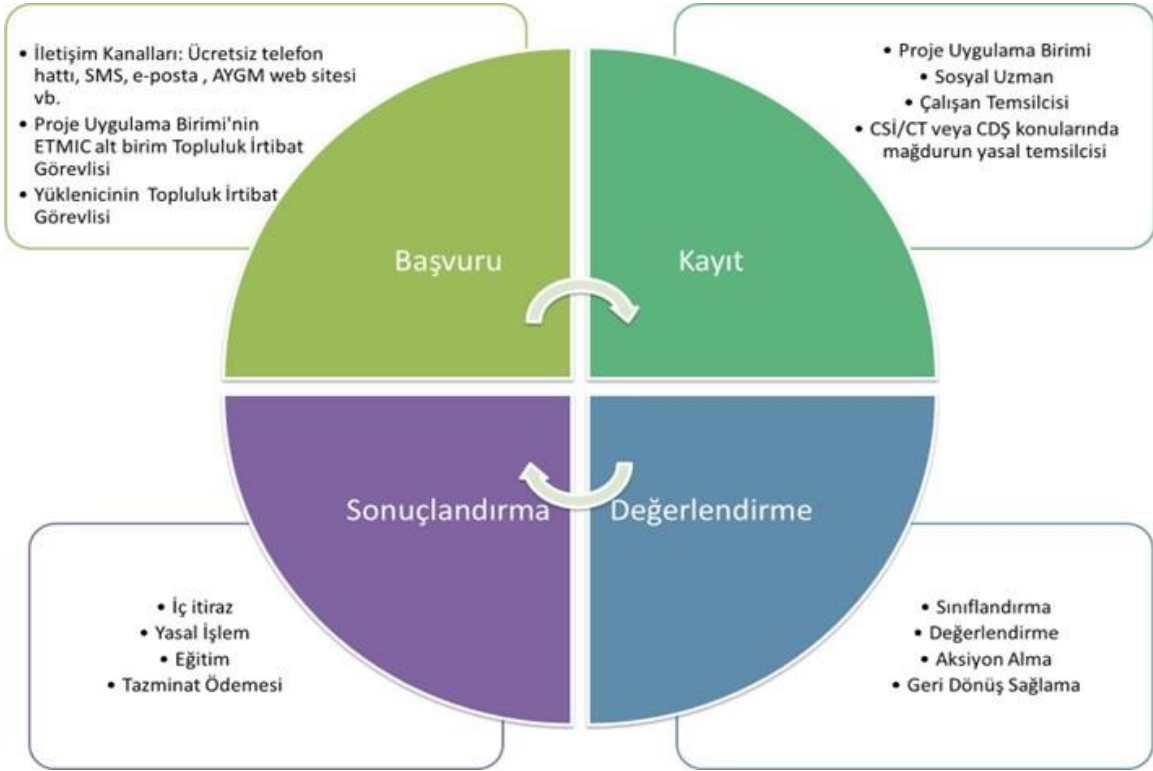 • İletişim Kanalları: Ücretsiz telefon
hattı, SMS, e-posta , AYGM web sitesi
vb.
• Proje Uygulama Birimi'nin
ETMIC alt birim Topluluk İrtibat
Görevlisi
• Yüklenicinin Topluluk İrtibat
Görevlisi
• Proje Uygulama Birimi
• Sosyal Uzman
• Çalışan Temsilcisi
• CSİ/CT veya CDŞ konularında
mağdurun yasal temsilcisi
Başvuru
Kayıt
Sonuçlandırma
Değerlendirme
• İç itiraz
• Yasal İşlem
• Eğitim
• Tazminat Ödemesi
• Sınıflandırma
• Değerlendirme
• Aksiyon Alma
• Geri Dönüş Sağlama